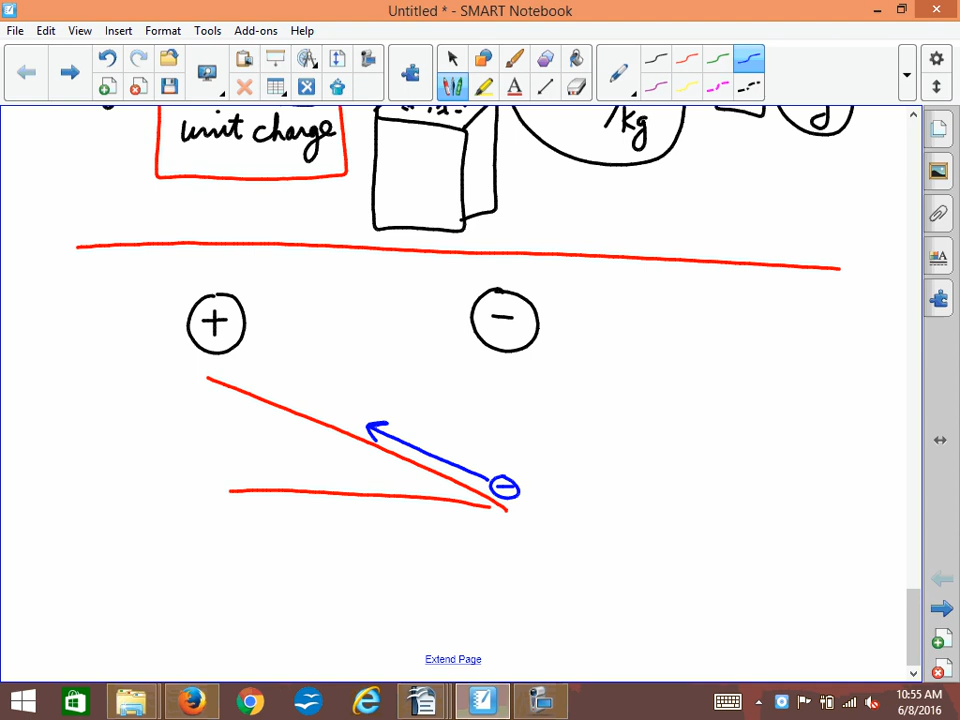 Untitled * - SMART Notebook
File Edit View Insert Format Tools Add-ons Help
unit charge
/kg
g
+
−
−
Extend Page
10:55 AM
6/8/2016